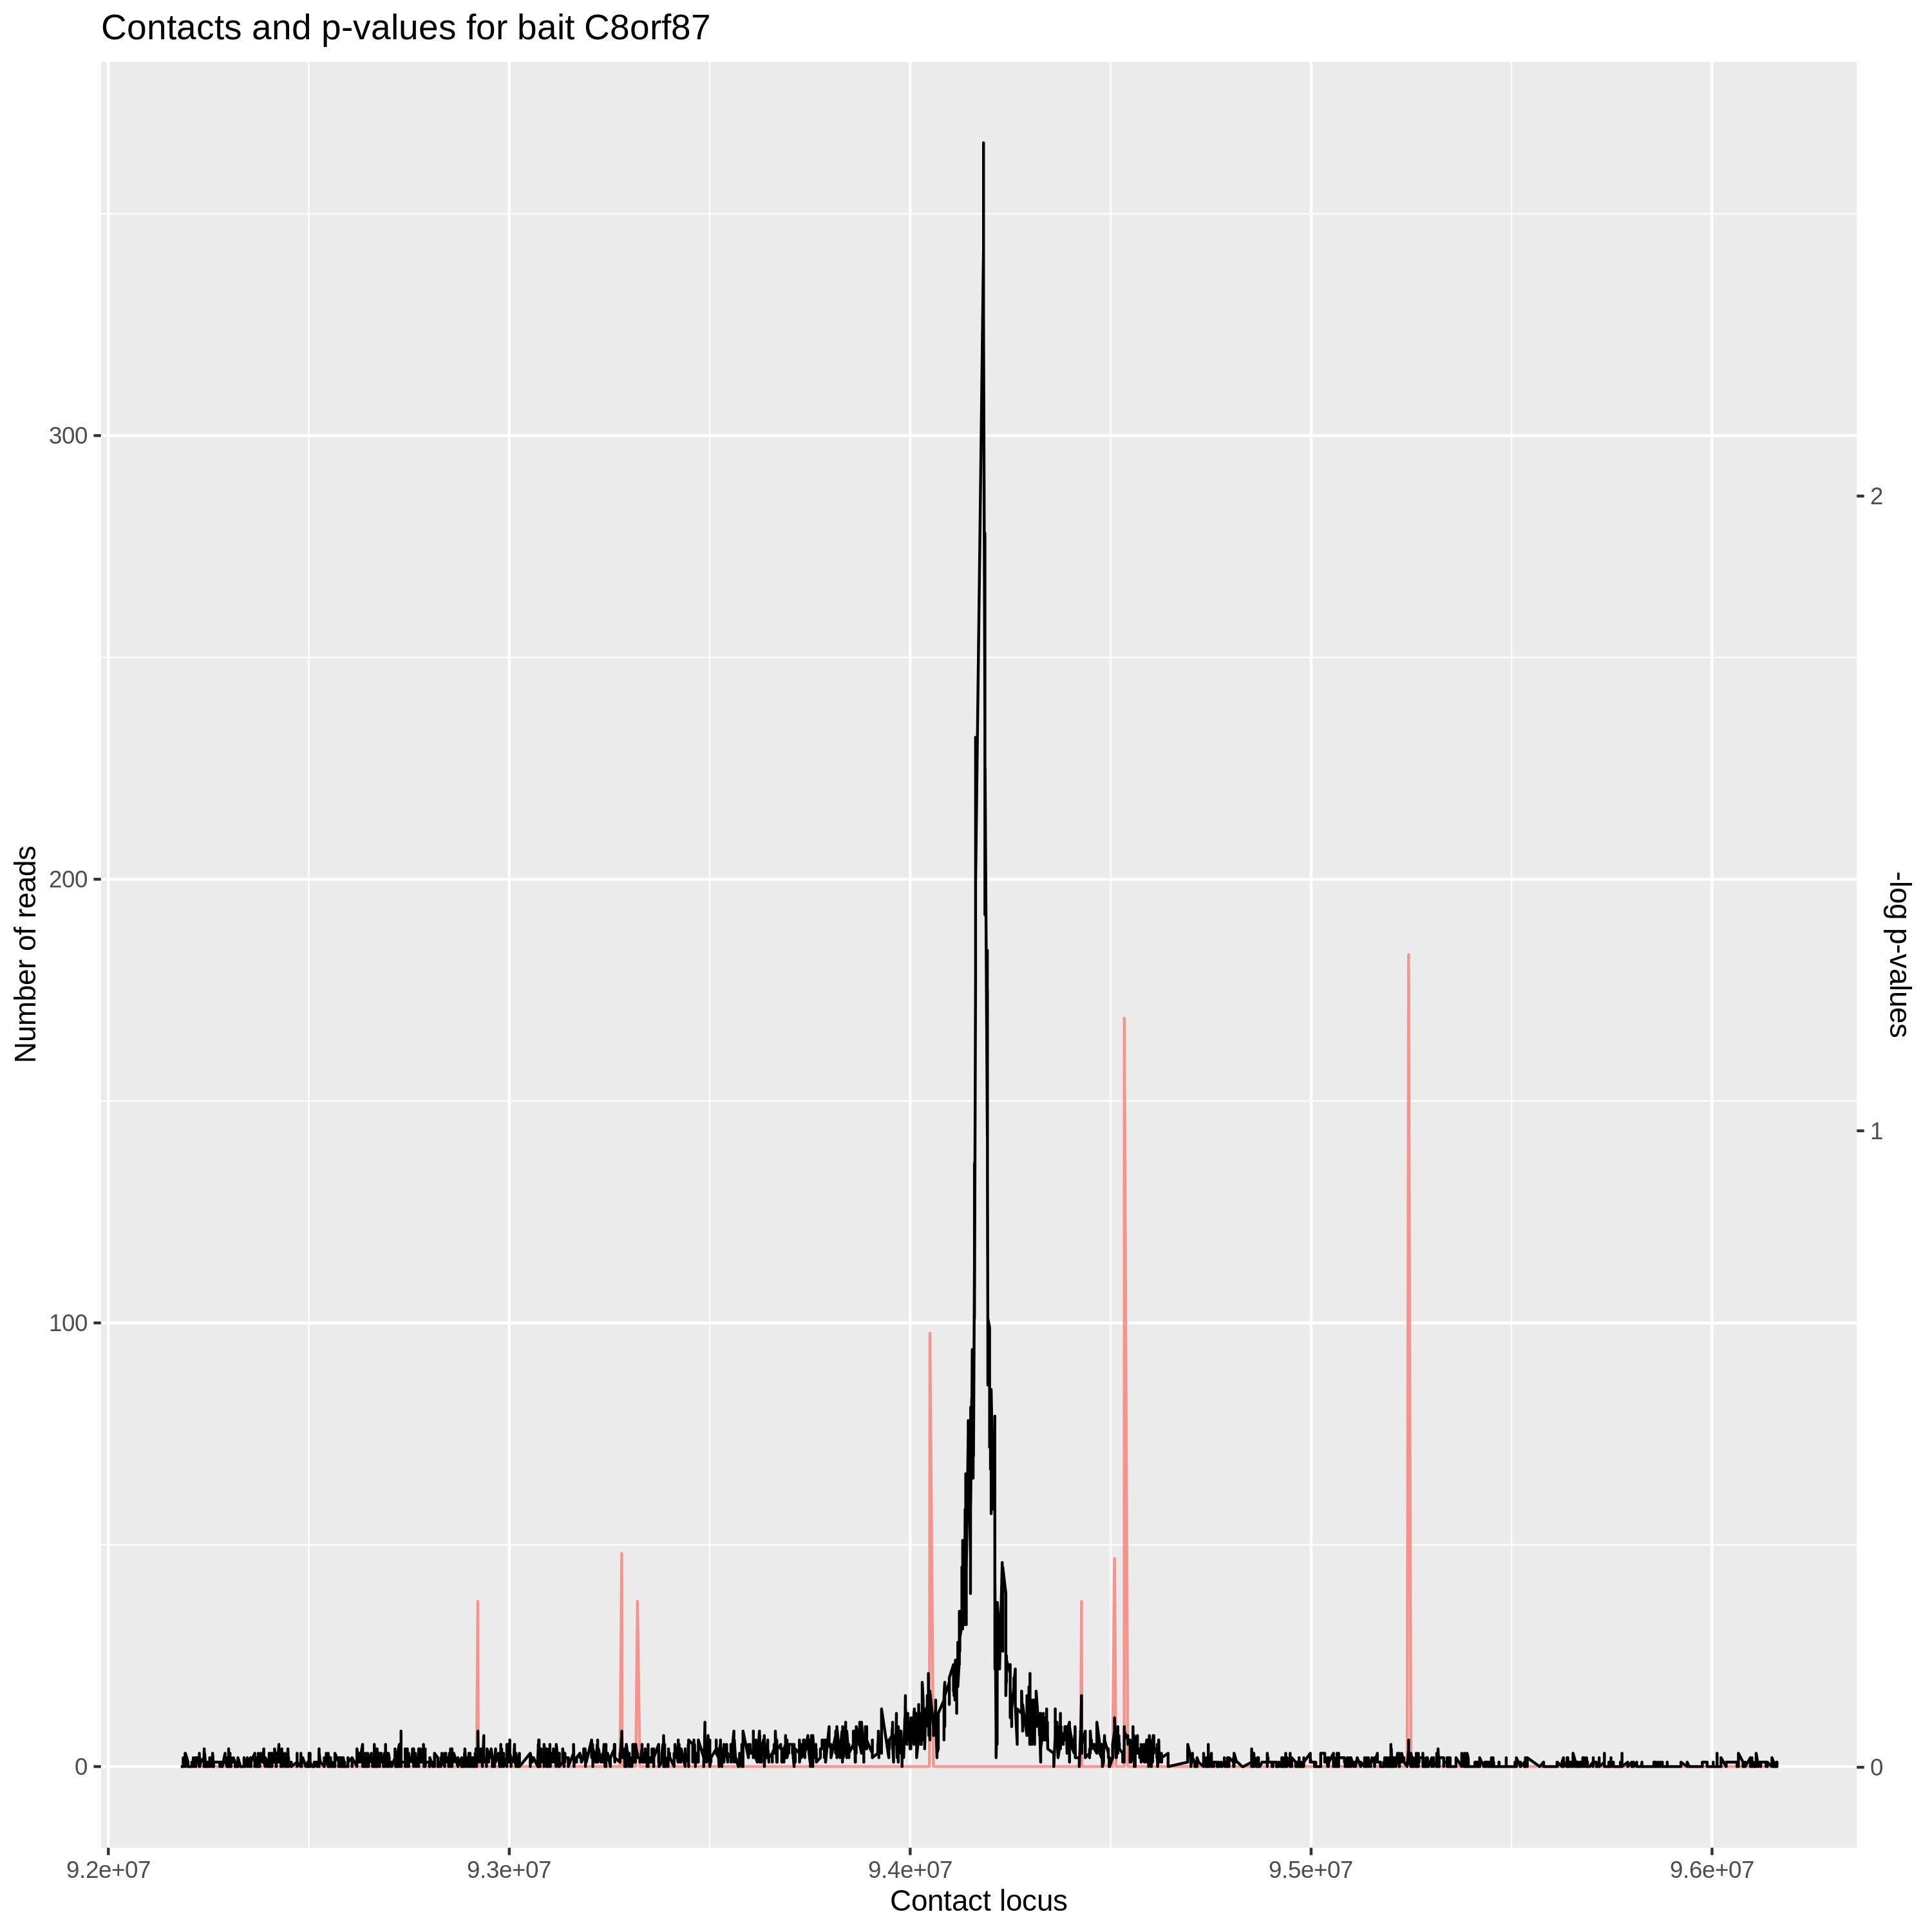 Contacts and p-values for bait C8orf87
300
200
100
0
Number of reads
2
1
0
-log p-values
9.2e+07
9.3e+07
9.4e+07
9.5e+07
9.6e+07
Contact locus